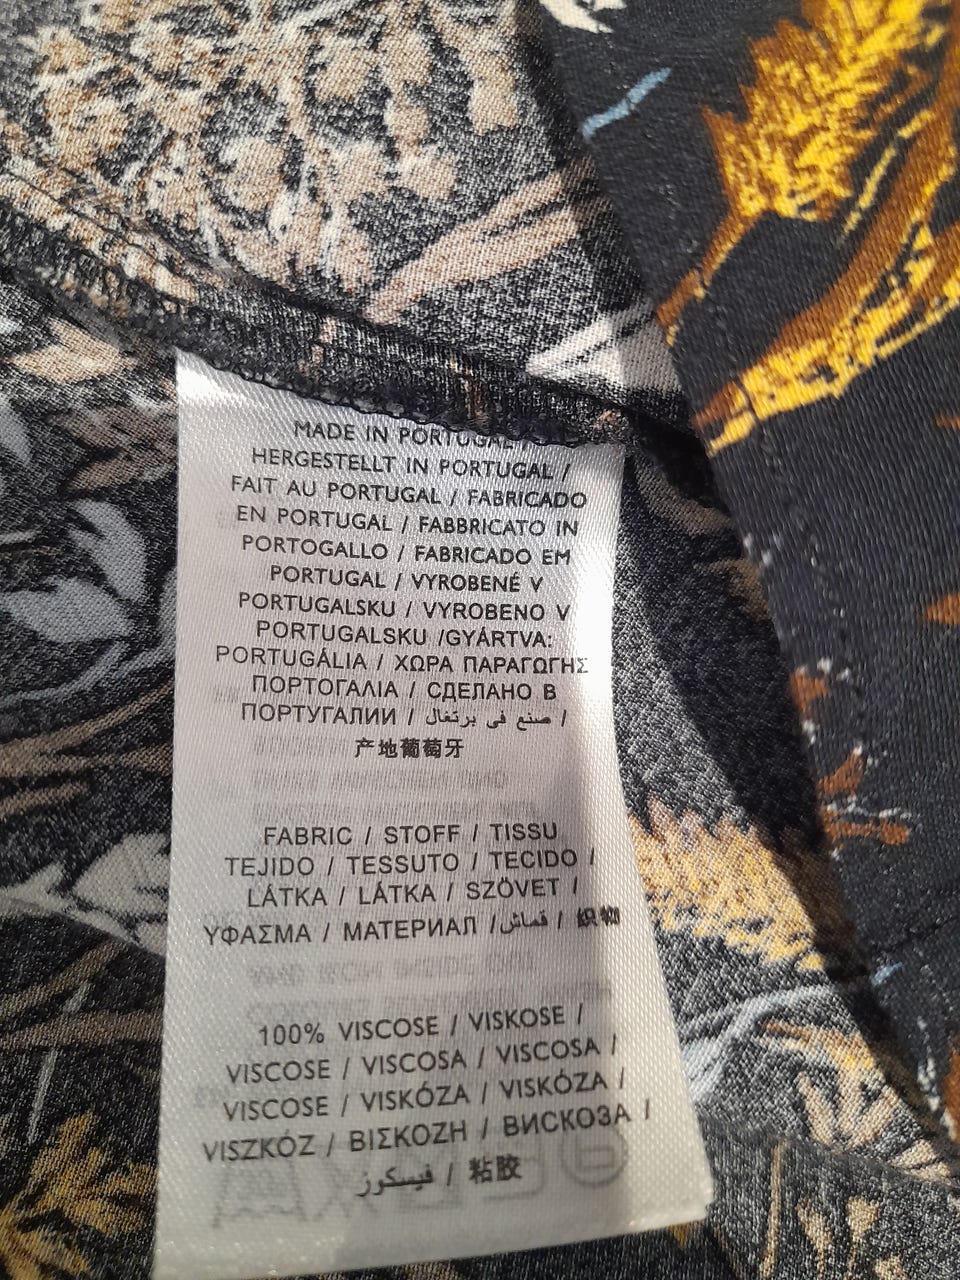 MADE IN PORTUGAL /
HERGESTELLT IN PORTUGAL /
FAIT AU PORTUGAL / FABRICADO
EN PORTUGAL / FABBRICATO IN
PORTOGALLO / FABRICADO EM
PORTUGAL / VYROBENÉ V
PORTUGALSKU / VYROBENO V
PORTUGALSKU /GYÁRTVA:
PORTUGÁLIA / ΧΩΡΑ ΠΑΡΑΓΩΓΗΣ
ΠΟΡΤΟΓΑΛΙΑ / СДЕЛАНО В
ПОРТУГАЛИИ / صنع في برتغال /
产地葡萄牙
FABRIC / STOFF / TISSU
TEJIDO / TESSUTO / TECIDO /
LÁTKA / LÁTKA / SZÖVET /
ΥΦΑΣΜΑ / МАТЕРИАЛ / قماش / 织物
100% VISCOSE / VISKOSE /
VISCOSE / VISCOSA / VISCOSA /
VISCOSE / VISKÓZA / VISKÓZA /
VISZKÓZ / ΒΙΣΚΟΖΗ / ВИСКОЗА /
فيسكوز / 粘胶